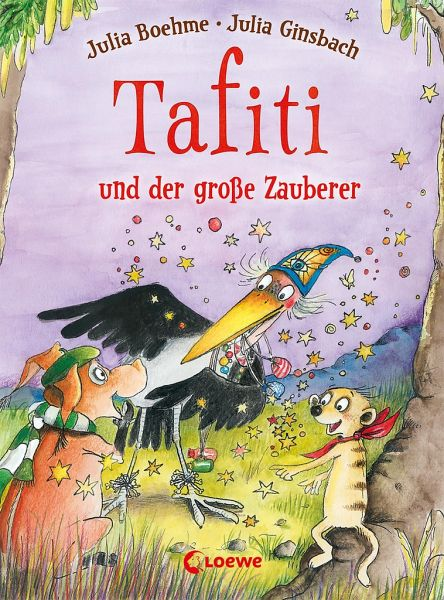 Julia Boehme • Julia Ginsbach
Tafiti
und der große Zauberer
Loewe